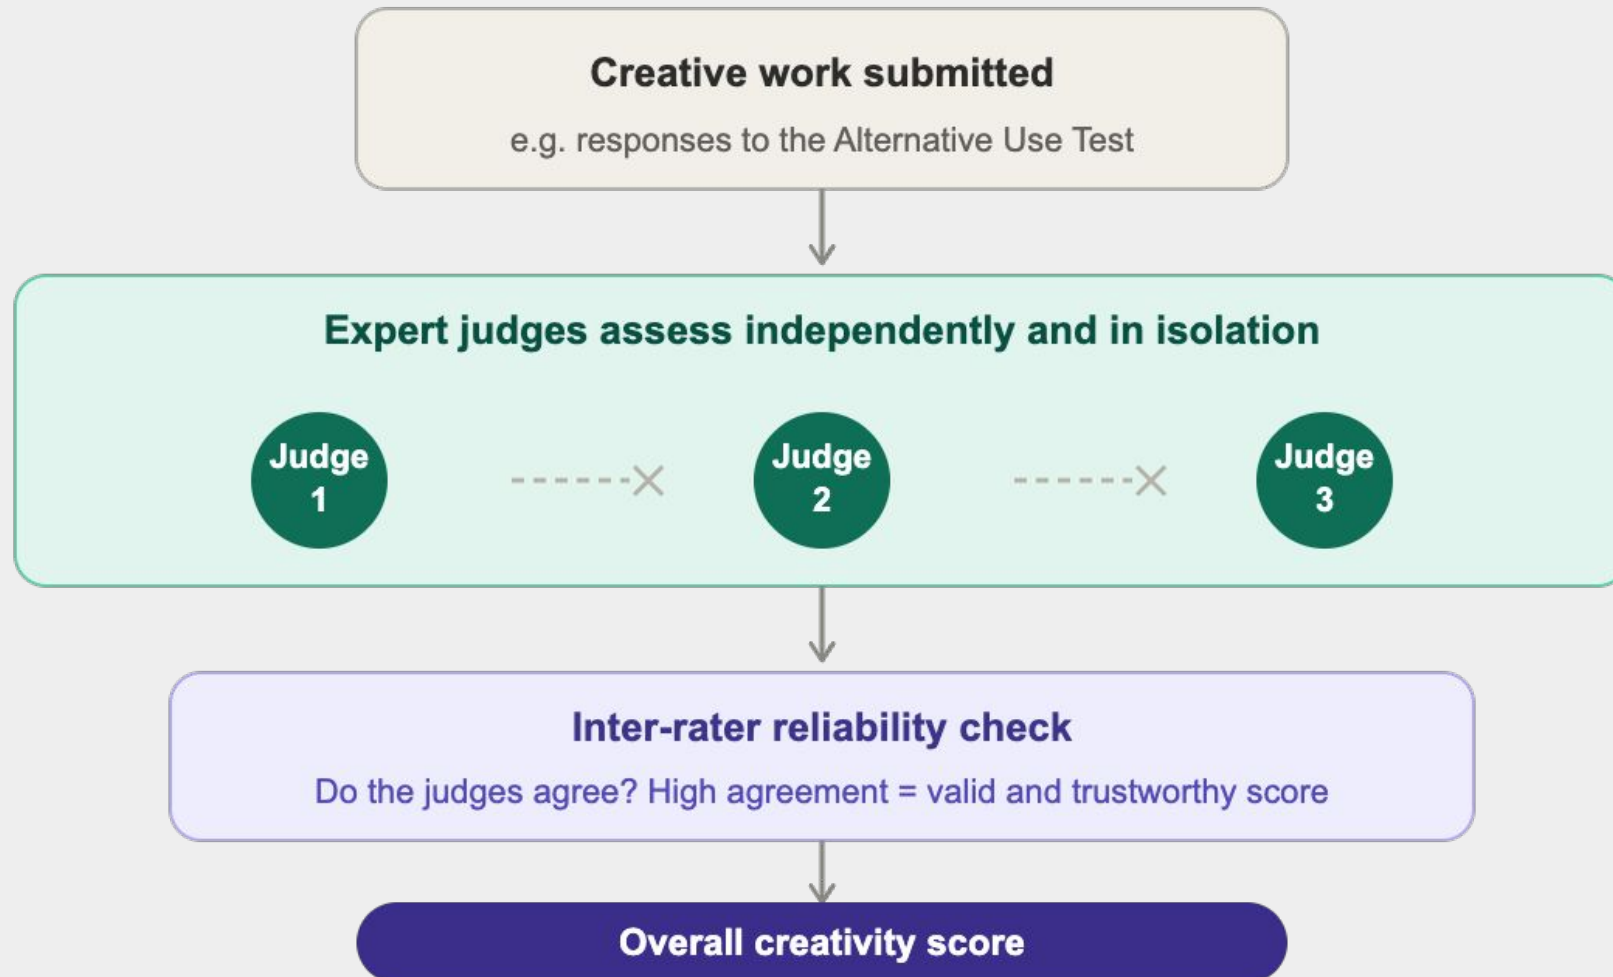 Creative work submitted
e.g. responses to the Alternative Use Test
Expert judges assess independently and in isolation
Judge
1
Judge
2
Judge
3
Inter-rater reliability check
Do the judges agree? High agreement = valid and trustworthy score
Overall creativity score